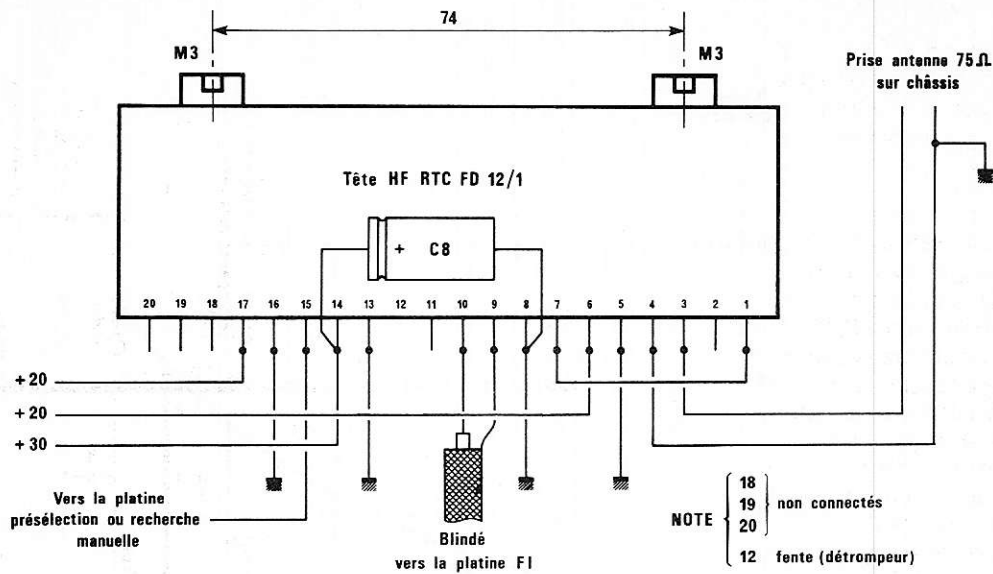 74
M3
M3
Prise antenne 75Ω
sur châssis
Tête HF RTC FD 12/1
+ C8
20 19 18 17 16 15 14 13 12 11 10 9 8 7 6 5 4 3 2 1
+20
+20
+30
Vers la platine
présélection ou recherche
manuelle
Blindé
vers la platine FI
NOTE
18
19 non connectés
20
12 fente (détrompeur)